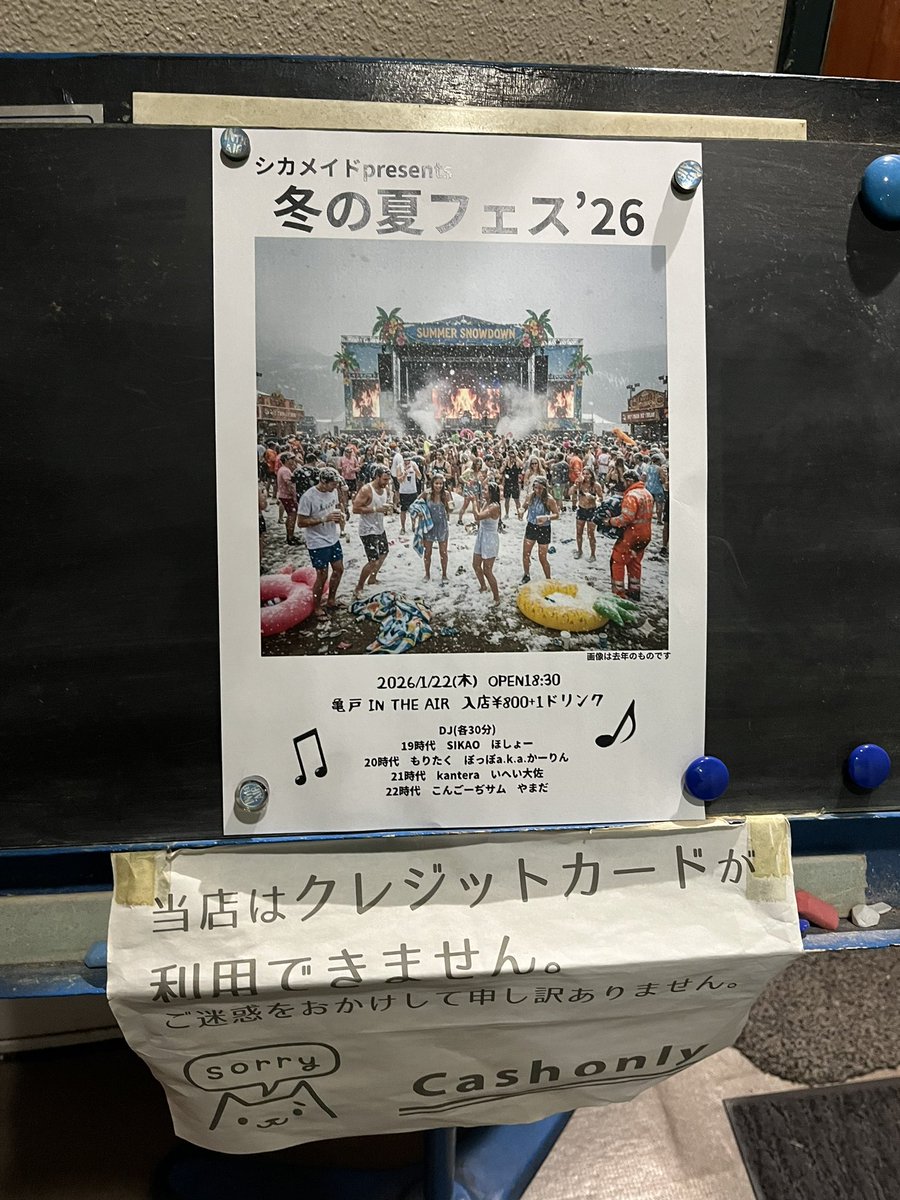 シカメイドpresents
冬の夏フェス’26
SUMMER SNOWDOWN
画像は去年のものです
2026/1/22(木) OPEN18:30
亀戸 IN THE AIR 入店¥800+1ドリンク
DJ(各30分)
19時代 SIKAO ほしょー
20時代 もりたく ぽっぽa.k.a.かーりん
21時代 kantera いへい大佐
22時代 こんごーぢサム やまだ
当店はクレジットカードが
利用できません。
ご迷惑をおかけして申し訳ありません。
sorry
Cash only